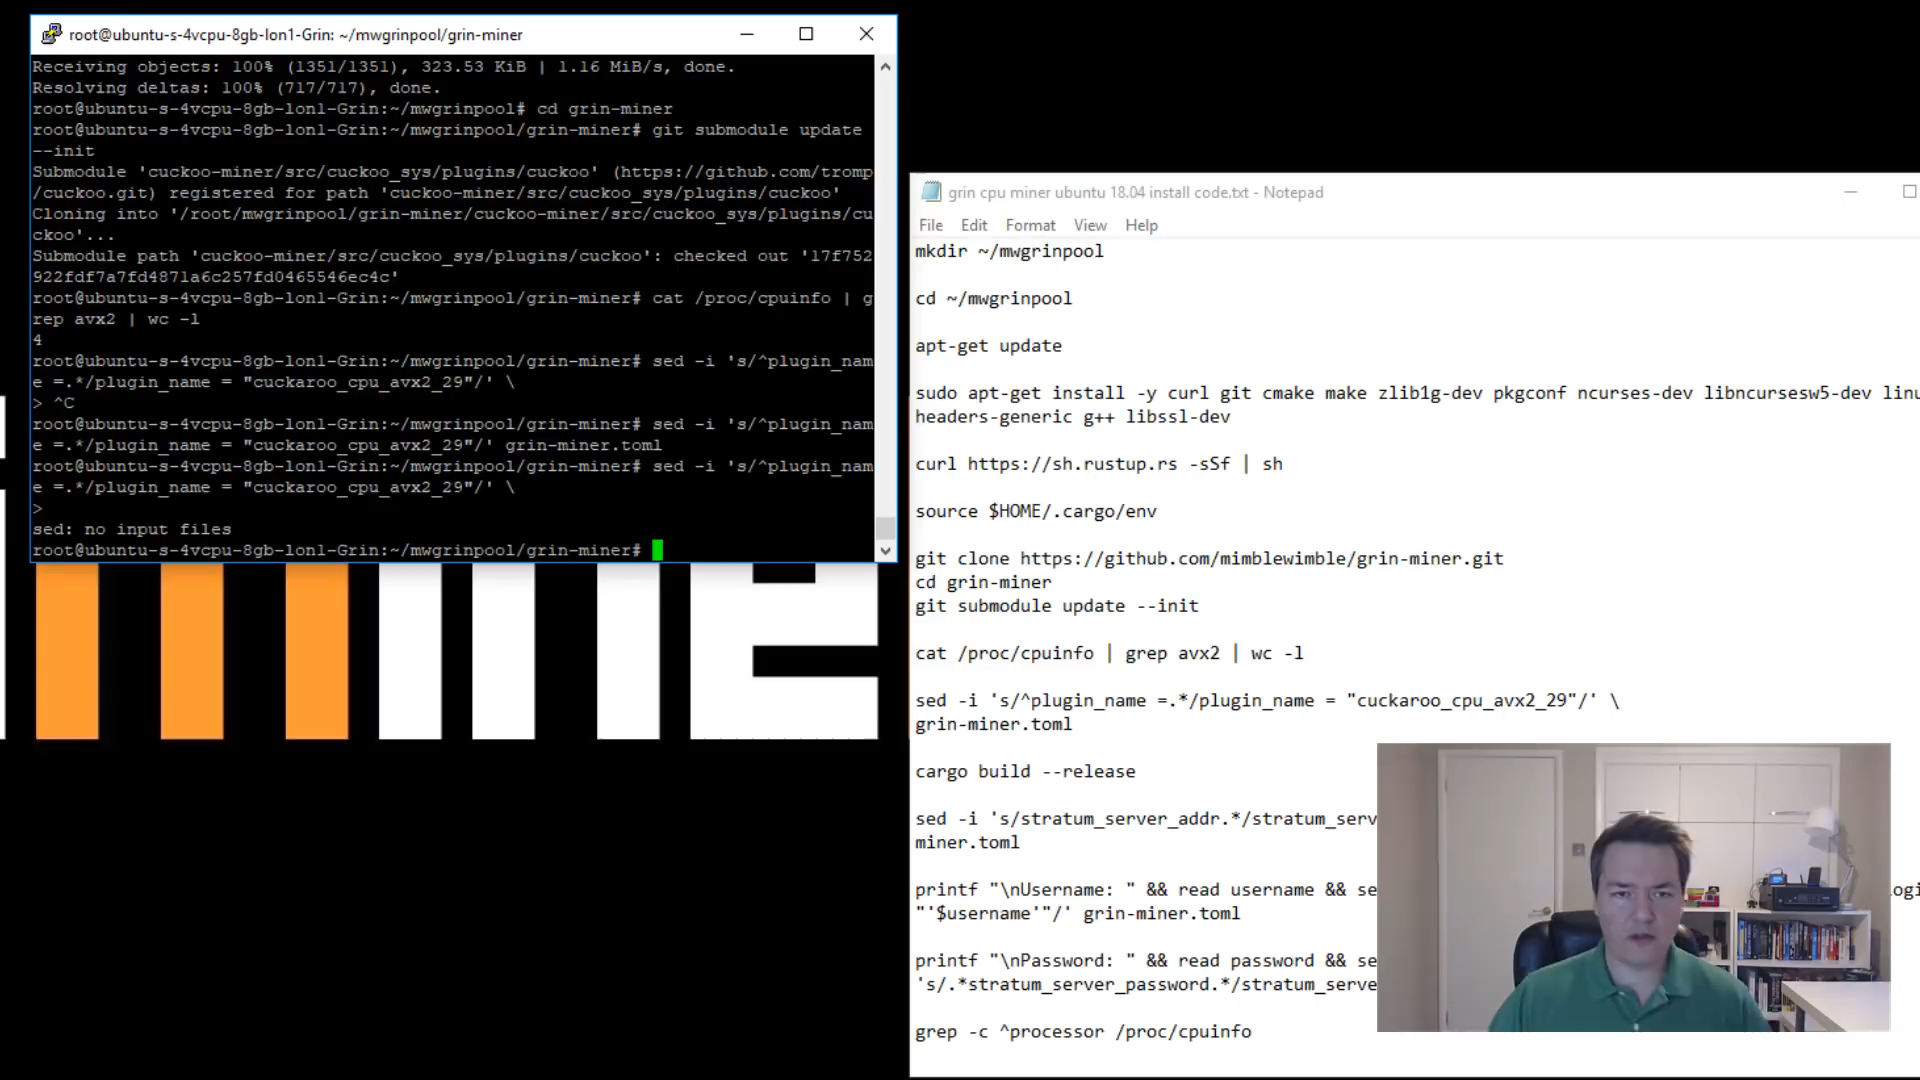 root@ubuntu-s-4vcpu-8gb-lon1-Grin: ~/mwgrinpool/grin-miner
Receiving objects: 100% (1351/1351), 323.53 KiB | 1.16 MiB/s, done.
Resolving deltas: 100% (717/717), done.
root@ubuntu-s-4vcpu-8gb-lon1-Grin:~/mwgrinpool# cd grin-miner
root@ubuntu-s-4vcpu-8gb-lon1-Grin:~/mwgrinpool/grin-miner# git submodule update
--init
Submodule 'cuckoo-miner/src/cuckoo_sys/plugins/cuckoo' (https://github.com/tromp
/cuckoo.git) registered for path 'cuckoo-miner/src/cuckoo_sys/plugins/cuckoo'
Cloning into '/root/mwgrinpool/grin-miner/cuckoo-miner/src/cuckoo_sys/plugins/cu
ckoo'...
Submodule path 'cuckoo-miner/src/cuckoo_sys/plugins/cuckoo': checked out '17f752
922fdf7a7fd4871a6c257fd0465546ec4c'
root@ubuntu-s-4vcpu-8gb-lon1-Grin:~/mwgrinpool/grin-miner# cat /proc/cpuinfo | g
rep avx2 | wc -l
4
root@ubuntu-s-4vcpu-8gb-lon1-Grin:~/mwgrinpool/grin-miner# sed -i 's/^plugin_nam
e =.*/plugin_name = "cuckaroo_cpu_avx2_29"/' \
> ^C
root@ubuntu-s-4vcpu-8gb-lon1-Grin:~/mwgrinpool/grin-miner# sed -i 's/^plugin_nam
e =.*/plugin_name = "cuckaroo_cpu_avx2_29"/' grin-miner.toml
root@ubuntu-s-4vcpu-8gb-lon1-Grin:~/mwgrinpool/grin-miner# sed -i 's/^plugin_nam
e =.*/plugin_name = "cuckaroo_cpu_avx2_29"/' \
>
sed: no input files
root@ubuntu-s-4vcpu-8gb-lon1-Grin:~/mwgrinpool/grin-miner#
grin cpu miner ubuntu 18.04 install code.txt - Notepad
File Edit Format View Help
mkdir ~/mwgrinpool
cd ~/mwgrinpool
apt-get update
sudo apt-get install -y curl git cmake make zlib1g-dev pkgconf ncurses-dev libncursesw5-dev linu
headers-generic g++ libssl-dev
curl https://sh.rustup.rs -sSf | sh
source $HOME/.cargo/env
git clone https://github.com/mimblewimble/grin-miner.git
cd grin-miner
git submodule update --init
cat /proc/cpuinfo | grep avx2 | wc -l
sed -i 's/^plugin_name =.*/plugin_name = "cuckaroo_cpu_avx2_29"/' \
grin-miner.toml
cargo build --release
sed -i 's/stratum_server_addr.*/stratum_serv
miner.toml
printf "\nUsername: " && read username && se
ogi
"'$username'"/' grin-miner.toml
printf "\nPassword: " && read password && se
's/.*stratum_server_password.*/stratum_serve
grep -c ^processor /proc/cpuinfo